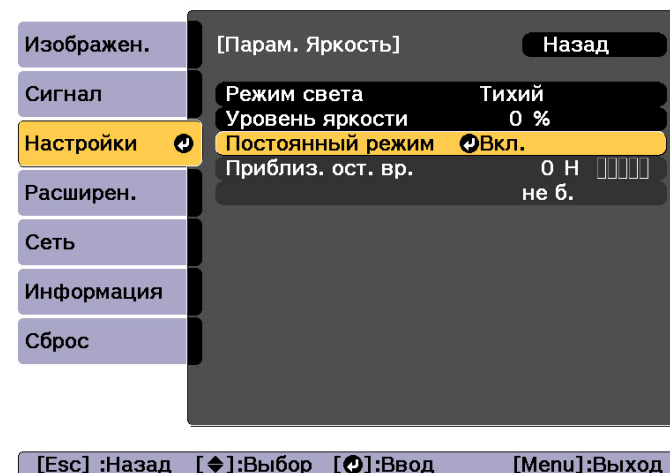 Изображен.
Сигнал
Настройки
Расширен.
Сеть
Информация
Сброс
[Парам. Яркость] Назад
Режим света Тихий
Уровень яркости 0 %
Постоянный режим Вкл.
Приблиз. ост. вр. 0 H
не б.
[Esc] :Назад [◆]:Выбор [⏎]:Ввод [Menu]:Выход